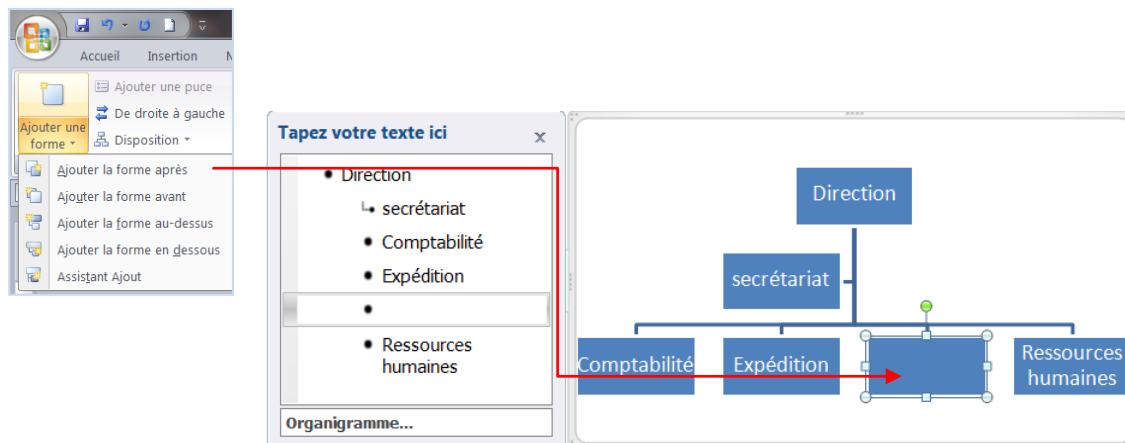 Accueil Insertion N
Ajouter une puce
De droite à gauche
Ajouter une
forme
Disposition
Ajouter la forme après
Ajouter la forme avant
Ajouter la forme au-dessus
Ajouter la forme en dessous
Assistant Ajout
Tapez votre texte ici x
Direction
secrétariat
Comptabilité
Expédition
Ressources
humaines
Organigramme...
Direction
secrétariat
Comptabilité
Expédition
Ressources
humaines